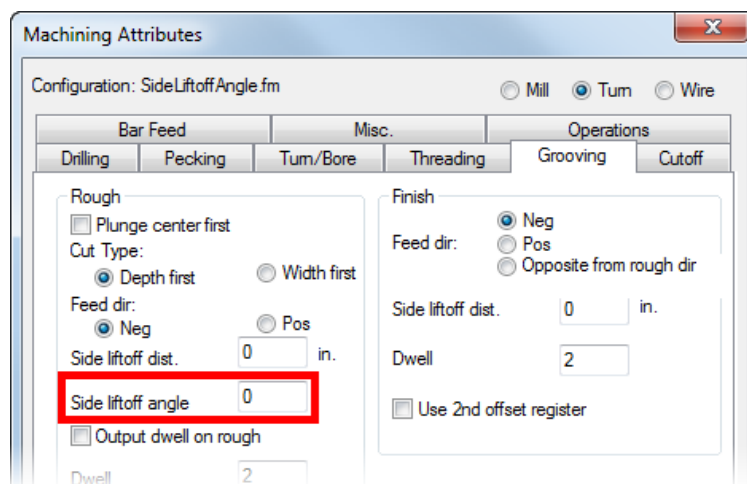 Machining Attributes
X
Configuration: SideLiftoffAngle.fm
Mill Turn Wire
Bar Feed Misc. Operations
Drilling Pecking Turn/Bore Threading Grooving Cutoff
Rough
Plunge center first
Cut Type:
Depth first Width first
Feed dir:
Neg Pos
Side liftoff dist. 0 in.
Side liftoff angle 0
Output dwell on rough
Dwell 2
Finish
Feed dir: Neg
Pos
Opposite from rough dir
Side liftoff dist. 0 in.
Dwell 2
Use 2nd offset register